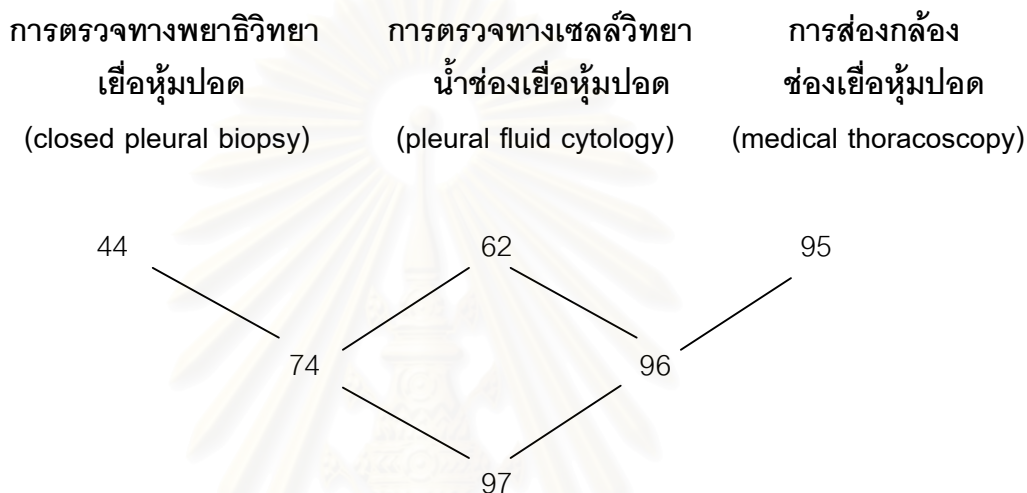 การตรวจทางพยาธิวิทยา
เยื่อหุ้มปอด
(closed pleural biopsy)
การตรวจทางเซลล์วิทยา
น้ำช่องเยื่อหุ้มปอด
(pleural fluid cytology)
การส่องกล้อง
ช่องเยื่อหุ้มปอด
(medical thoracoscopy)
44
62
95
74
96
97